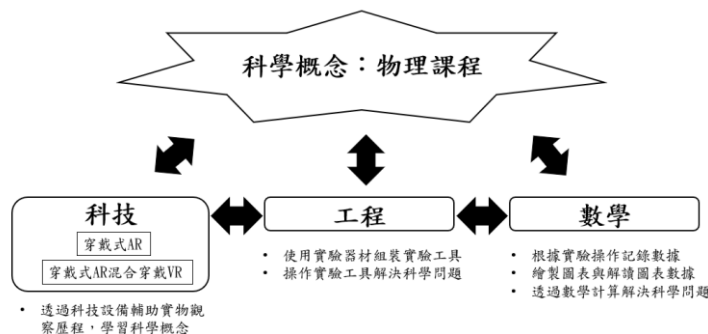 科學概念：物理課程
科技
穿戴式AR
穿戴式AR混合穿戴VR
• 透過科技設備輔助實物觀
察歷程，學習科學概念
工程
• 使用實驗器材組裝實驗工具
• 操作實驗工具解決科學問題
數學
• 根據實驗操作記錄數據
• 繪製圖表與解讀圖表數據
• 透過數學計算解決科學問題